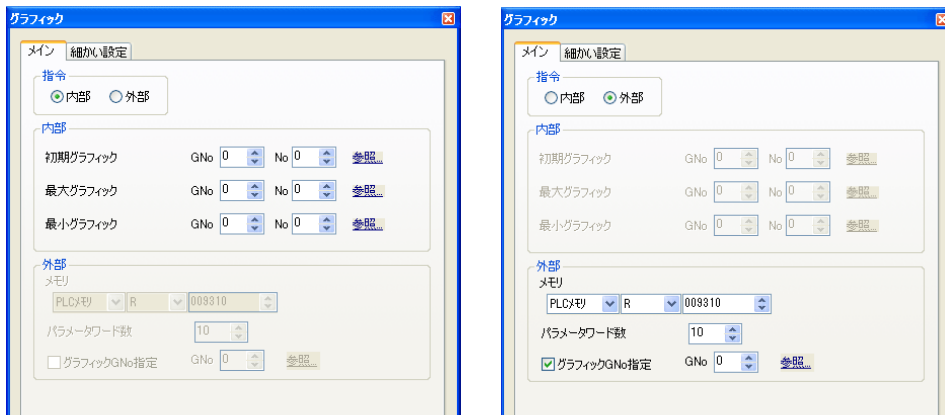 グラフィック
メイン 細かい設定
指令
内部 外部
内部
初期グラフィック GNo 0 No 0 参照...
最大グラフィック GNo 0 No 0 参照...
最小グラフィック GNo 0 No 0 参照...
外部
メモリ
PLCメモリ R 009310
パラメータワード数 10
グラフィックGNo指定 GNo 0 参照...
グラフィック
メイン 細かい設定
指令
内部 外部
内部
初期グラフィック GNo 0 No 0 参照...
最大グラフィック GNo 0 No 0 参照...
最小グラフィック GNo 0 No 0 参照...
外部
メモリ
PLCメモリ R 009310
パラメータワード数 10
グラフィックGNo指定 GNo 0 参照...